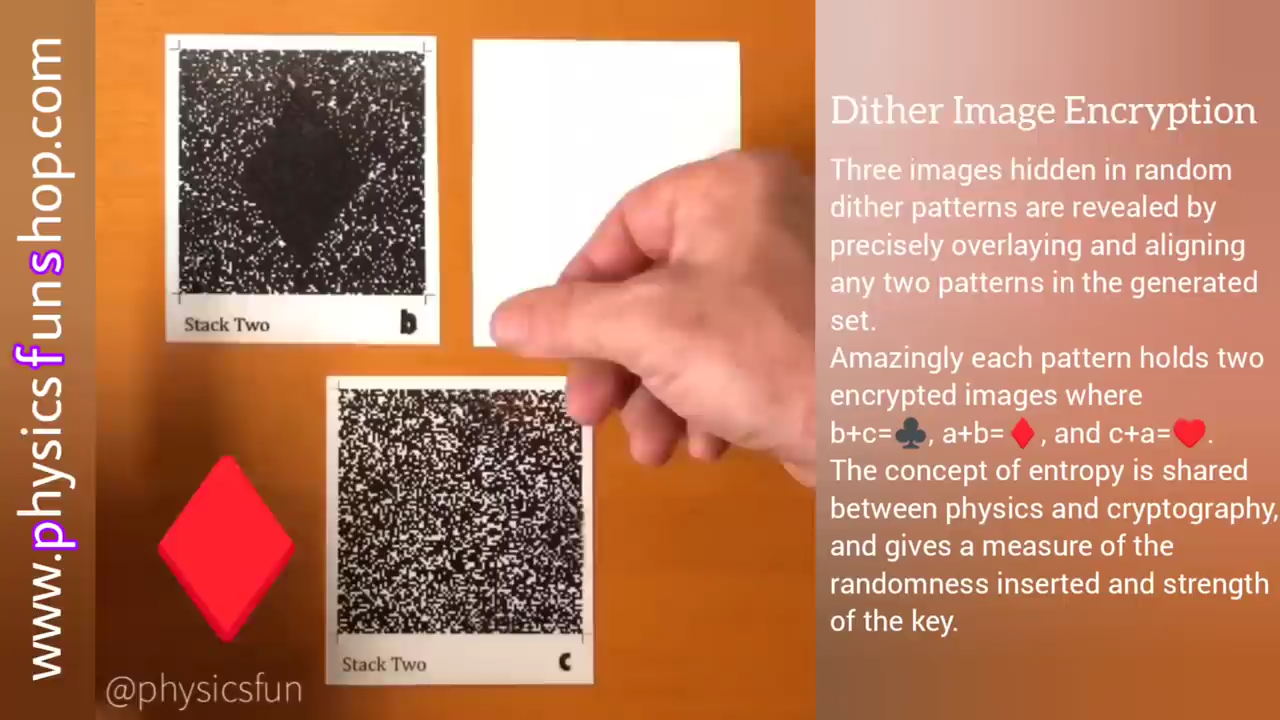 www.physicsfunshop.com
Stack Two b
Stack Two c
@physicsfun
Dither Image Encryption
Three images hidden in random
dither patterns are revealed by
precisely overlaying and aligning
any two patterns in the generated
set.
Amazingly each pattern holds two
encrypted images where
b+c=♣, a+b=♦, and c+a=♥.
The concept of entropy is shared
between physics and cryptography,
and gives a measure of the
randomness inserted and strength
of the key.